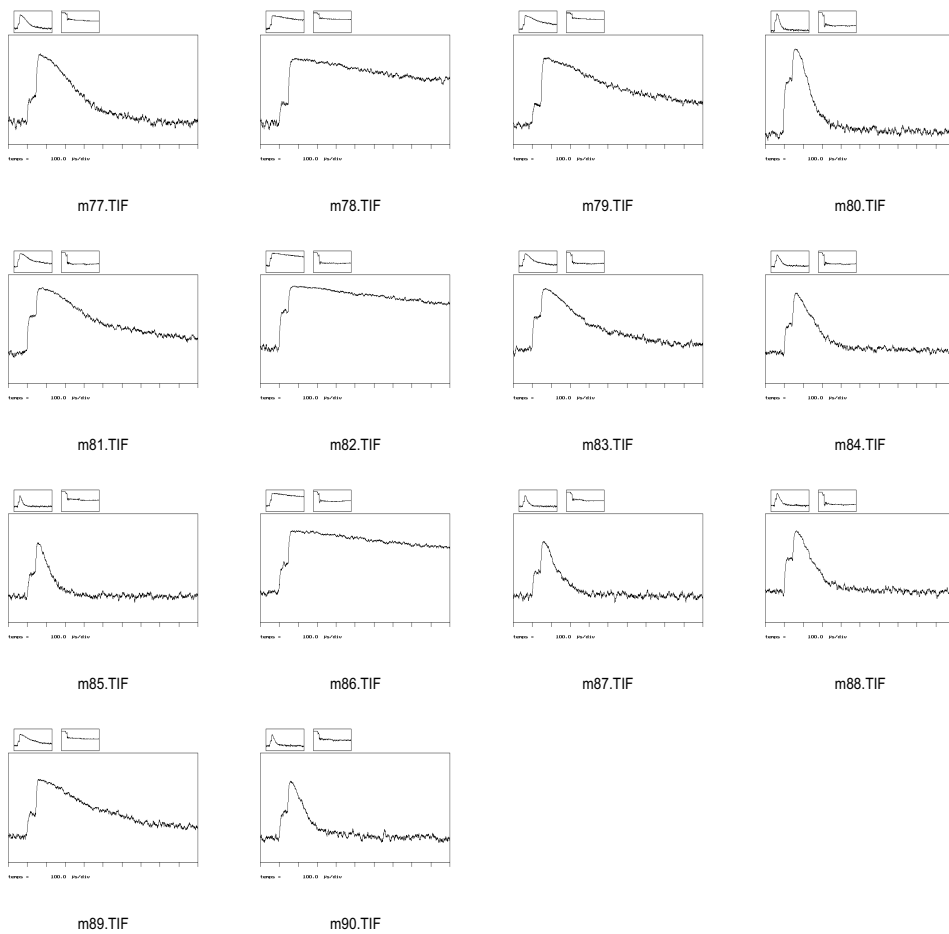 temps = 100.0 µs/div
temps = 100.0 µs/div
temps = 100.0 µs/div
temps = 100.0 µs/div
m77.TIF
m78.TIF
m79.TIF
m80.TIF
temps = 100.0 µs/div
temps = 100.0 µs/div
temps = 100.0 µs/div
temps = 100.0 µs/div
m81.TIF
m82.TIF
m83.TIF
m84.TIF
temps = 100.0 µs/div
temps = 100.0 µs/div
temps = 100.0 µs/div
temps = 100.0 µs/div
m85.TIF
m86.TIF
m87.TIF
m88.TIF
temps = 100.0 µs/div
temps = 100.0 µs/div
m89.TIF
m90.TIF